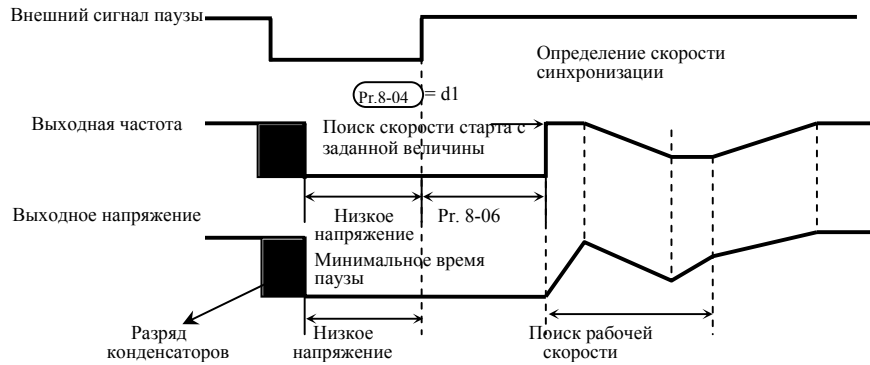 Внешний сигнал паузы
Определение скорости
синхронизации
Pr.8-04 = d1
Выходная частота
Поиск скорости старта с
заданной величины
Выходное напряжение
Низкое
напряжение
Pr. 8-06
Минимальное время
паузы
Разряд
конденсаторов
Низкое
напряжение
Поиск рабочей
скорости